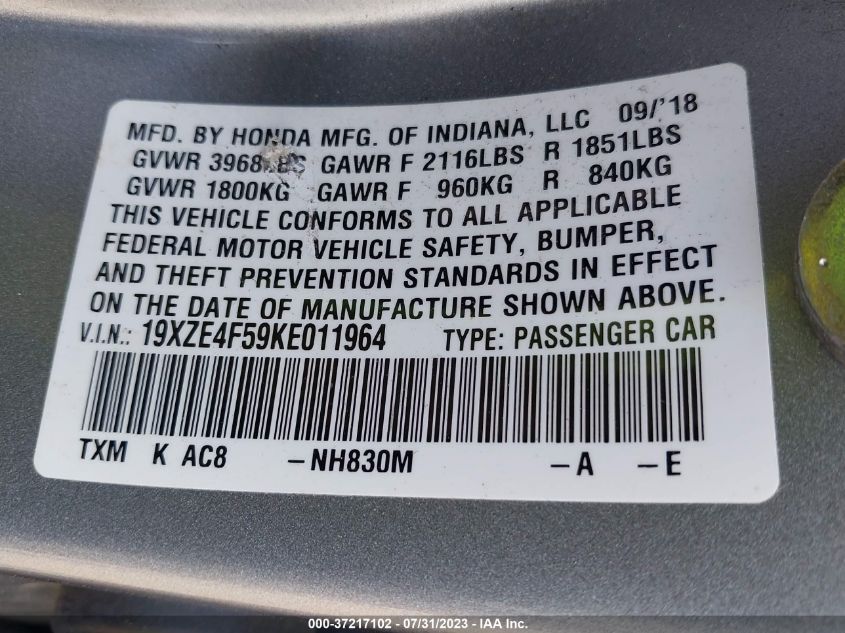 MFD. BY HONDA MFG. OF INDIANA, LLC 09/'18
GVWR 3968LBS GAWR F 2116LBS R 1851LBS
GVWR 1800KG GAWR F 960KG R 840KG
THIS VEHICLE CONFORMS TO ALL APPLICABLE
FEDERAL MOTOR VEHICLE SAFETY, BUMPER,
AND THEFT PREVENTION STANDARDS IN EFFECT
ON THE DATE OF MANUFACTURE SHOWN ABOVE.
V.I.N.: 19XZE4F59KE011964 TYPE: PASSENGER CAR
TXM K AC8 -NH830M -A -E
000-37217102 - 07/31/2023 - IAA Inc.